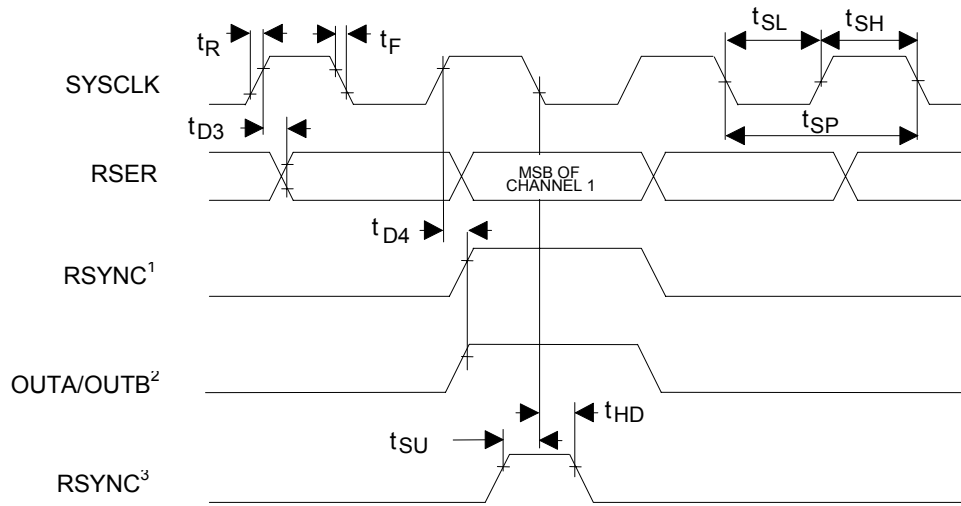 tR
tF
tSL
tSH
SYSCLK
tSP
tD3
RSER
MSB OF
CHANNEL 1
tD4
RSYNC1
OUTA/OUTB2
tHD
tSU
RSYNC3